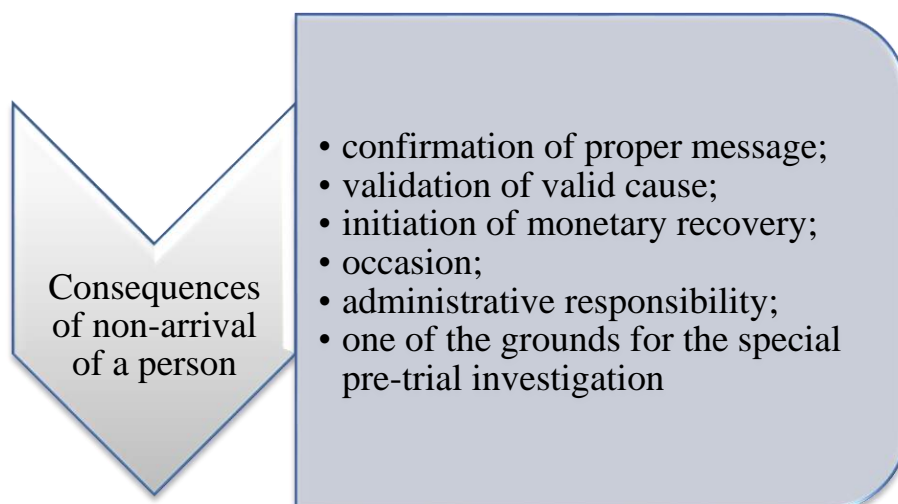 Consequences
of non-arrival
of a person
• confirmation of proper message;
• validation of valid cause;
• initiation of monetary recovery;
• occasion;
• administrative responsibility;
• one of the grounds for the special
pre-trial investigation